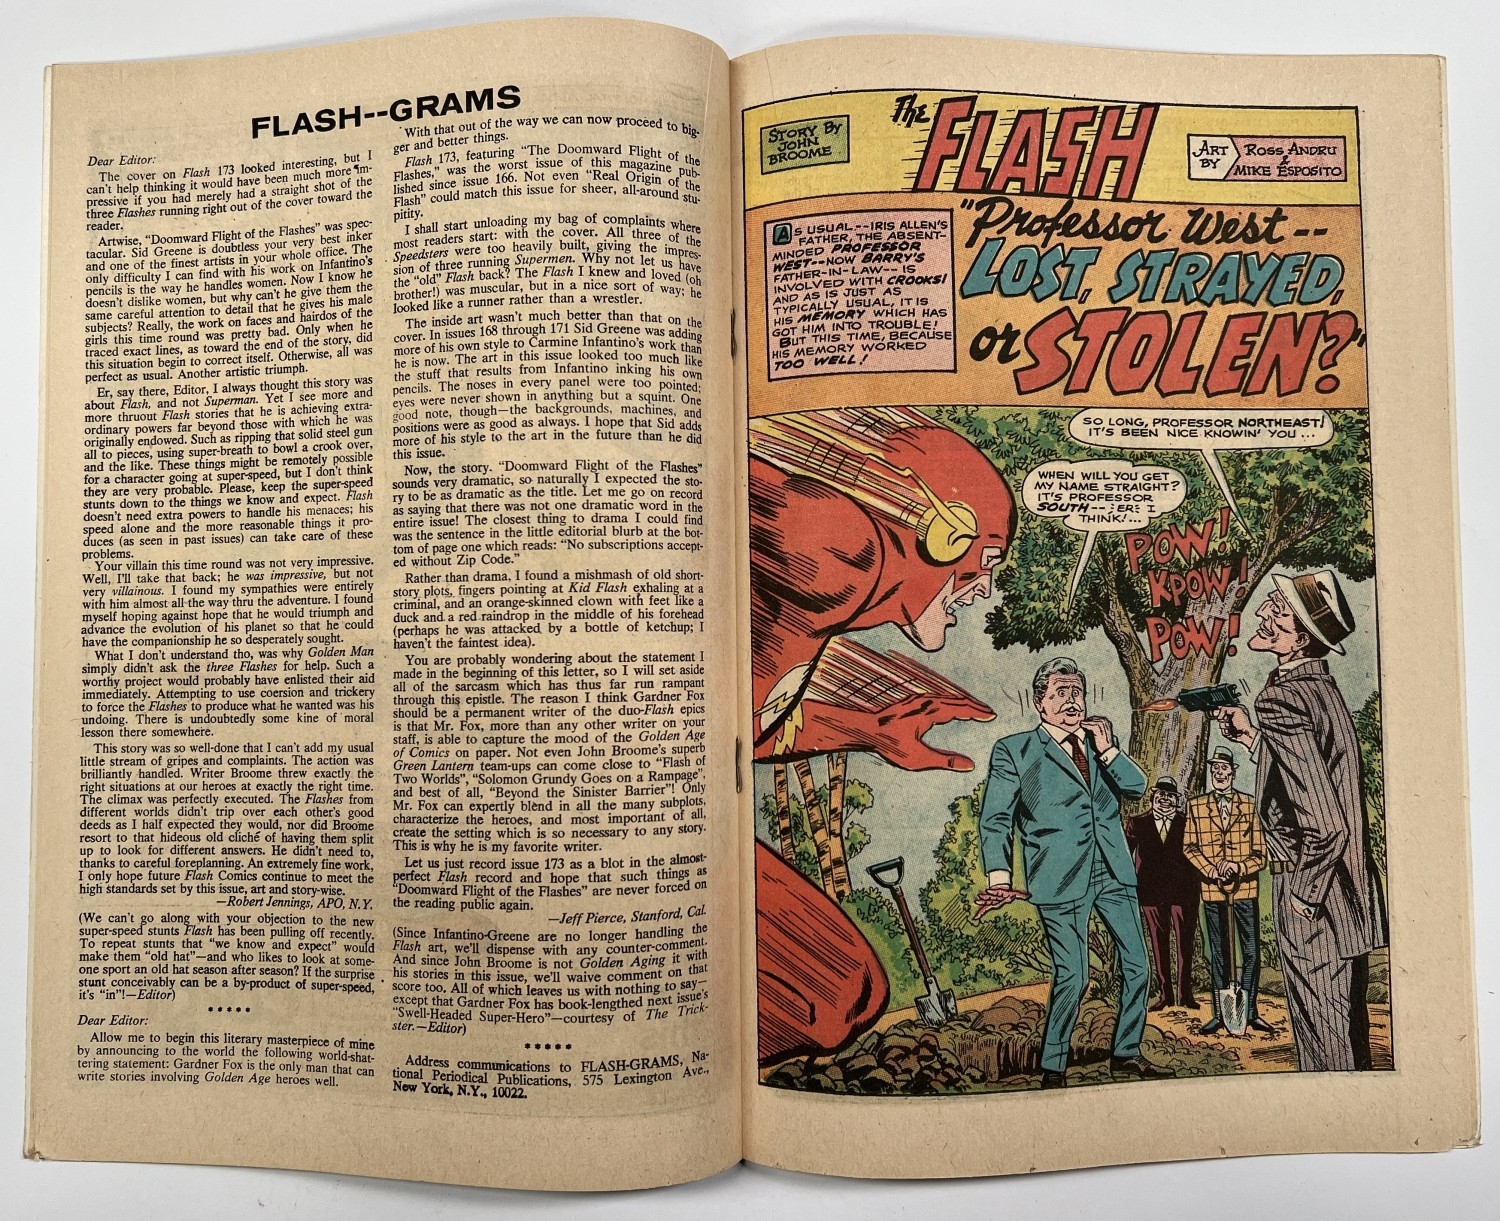 FLASH--GRAMS
Dear Editor:
The cover on Flash 173 looked interesting, but I
can't help thinking it would have been much more im-
pressive if you had merely had a straight shot of the
three Flashes running right out of the cover toward the
reader.
Artwise, "Doomward Flight of the Flashes" was spec-
tacular. Sid Greene is doubtless your very best inker
and one of the finest artists in your whole office. The
only difficulty I can find with his work on Infantino's
pencils is the way he handles women. Now I know he
doesn't dislike women, but why can't he give them the
same careful attention to detail that he gives his male
subjects? Really, the work on faces and hairdos of the
girls this time round was pretty bad. Only when he
traced exact lines, as toward the end of the story, did
this situation begin to correct itself. Otherwise, all was
perfect as usual. Another artistic triumph.
Er, say there, Editor, I always thought this story was
about Flash, and not Superman. Yet I see more and
more thruout Flash stories that he is achieving extra-
ordinary powers far beyond those with which he was
originally endowed. Such as ripping that solid steel gun
all to pieces, using super-breath to bowl a crook over,
and the like. These things might be remotely possible
for a character going at super-speed, but I don't think
they are very probable. Please, keep the super-speed
stunts down to the things we know and expect. Flash
doesn't need extra powers to handle his menaces; his
speed alone and the more reasonable things it pro-
duces (as seen in past issues) can take care of these
problems.
Your villain this time round was not very impressive.
Well, I'll take that back; he was impressive, but not
very villainous. I found my sympathies were entirely
with him almost all the way thru the adventure. I found
myself hoping against hope that he would triumph and
advance the evolution of his planet so that he could
have the companionship he so desperately sought.
What I don't understand tho, was why Golden Man
simply didn't ask the three Flashes for help. Such a
worthy project would probably have enlisted their aid
immediately. Attempting to use coersion and trickery
to force the Flashes to produce what he wanted was his
undoing. There is undoubtedly some kine of moral
lesson there somewhere.
This story was so well-done that I can't add my usual
little stream of gripes and complaints. The action was
brilliantly handled. Writer Broome threw exactly the
right situations at our heroes at exactly the right time.
The climax was perfectly executed. The Flashes from
different worlds didn't trip over each other's good
deeds as I half expected they would, nor did Broome
resort to that hideous old cliché of having them split
up to look for different answers. He didn't need to,
thanks to careful foreplanning. An extremely fine work,
I only hope future Flash Comics continue to meet the
high standards set by this issue, art and story-wise.
—Robert Jennings, APO, N.Y.
(We can't go along with your objection to the new
super-speed stunts Flash has been pulling off recently.
To repeat stunts that "we know and expect" would
make them "old hat"—and who likes to look at some-
one sport an old hat season after season? If the surprise
stunt conceivably can be a by-product of super-speed,
it's "in"!—Editor)
*****
Dear Editor:
Allow me to begin this literary masterpiece of mine
by announcing to the world the following world-shat-
tering statement: Gardner Fox is the only man that can
write stories involving Golden Age heroes well.
With that out of the way we can now proceed to big-
ger and better things.
Flash 173, featuring "The Doomward Flight of the
Flashes," was the worst issue of this magazine pub-
lished since issue 166. Not even "Real Origin of the
Flash" could match this issue for sheer, all-around stu-
pitity.
I shall start unloading my bag of complaints where
most readers start: with the cover. All three of the
Speedsters were too heavily built, giving the impres-
sion of three running Supermen. Why not let us have
the "old" Flash back? The Flash I knew and loved (oh
brother!) was muscular, but in a nice sort of way; he
looked like a runner rather than a wrestler.
The inside art wasn't much better than that on the
cover. In issues 168 through 171 Sid Greene was adding
more of his own style to Carmine Infantino's work than
he is now. The art in this issue looked too much like
the stuff that results from Infantino inking his own
pencils. The noses in every panel were too pointed;
eyes were never shown in anything but a squint. One
good note, though—the backgrounds, machines, and
positions were as good as always. I hope that Sid adds
more of his style to the art in the future than he did
this issue.
Now, the story. "Doomward Flight of the Flashes"
sounds very dramatic, so naturally I expected the sto-
ry to be as dramatic as the title. Let me go on record
as saying that there was not one dramatic word in the
entire issue! The closest thing to drama I could find
was the sentence in the little editorial blurb at the bot-
tom of page one which reads: "No subscriptions accept-
ed without Zip Code."
Rather than drama, I found a mishmash of old short-
story plots, fingers pointing at Kid Flash exhaling at a
criminal, and an orange-skinned clown with feet like a
duck and a red raindrop in the middle of his forehead
(perhaps he was attacked by a bottle of ketchup; I
haven't the faintest idea).
You are probably wondering about the statement I
made in the beginning of this letter, so I will set aside
all of the sarcasm which has thus far run rampant
through this epistle. The reason I think Gardner Fox
should be a permanent writer of the duo-Flash epics
is that Mr. Fox, more than any other writer on your
staff, is able to capture the mood of the Golden Age
of Comics on paper. Not even John Broome's superb
Green Lantern team-ups can come close to "Flash of
Two Worlds", "Solomon Grundy Goes on a Rampage",
and best of all, "Beyond the Sinister Barrier"! Only
Mr. Fox can expertly blend in all the many subplots,
characterize the heroes, and most important of all,
create the setting which is so necessary to any story.
This is why he is my favorite writer.
Let us just record issue 173 as a blot in the almost-
perfect Flash record and hope that such things as
"Doomward Flight of the Flashes" are never forced on
the reading public again.
—Jeff Pierce, Stanford, Cal.
(Since Infantino-Greene are no longer handling the
Flash art, we'll dispense with any counter-comment.
And since John Broome is not Golden Aging it with
his stories in this issue, we'll waive comment on that
score too. All of which leaves us with nothing to say—
except that Gardner Fox has book-lengthed next issue's
"Swell-Headed Super-Hero"—courtesy of The Trick-
ster.—Editor)
*****
Address communications to FLASH-GRAMS, Na-
tional Periodical Publications, 575 Lexington Ave.,
New York, N.Y., 10022.
STORY BY
JOHN
BROOME
The FLASH
ART
BY
ROSS ANDRU
&
MIKE ESPOSITO
AS USUAL--IRIS ALLEN'S
FATHER, THE ABSENT-
MINDED PROFESSOR
WEST--NOW BARRY'S
FATHER-IN-LAW--IS
INVOLVED WITH CROOKS!
AND AS IS JUST AS
TYPICALLY USUAL, IT IS
HIS MEMORY WHICH HAS
GOT HIM INTO TROUBLE!
BUT THIS TIME, BECAUSE
HIS MEMORY WORKED
TOO WELL!
"Professor West--
LOST, STRAYED,
or STOLEN?"
SO LONG, PROFESSOR NORTHEAST!
IT'S BEEN NICE KNOWIN' YOU...
WHEN WILL YOU GET
MY NAME STRAIGHT?
IT'S PROFESSOR
SOUTH--;ER; I
THINK!...
POW!
KPOW!
POW!